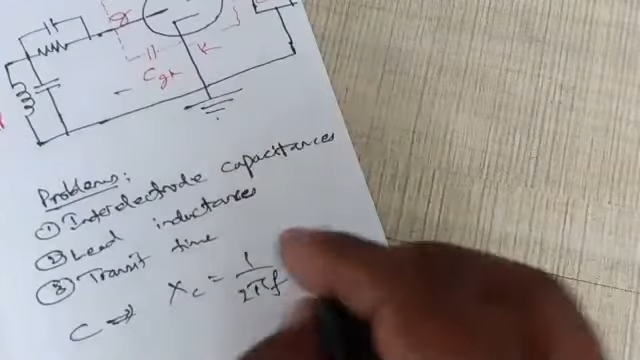 g
K
Cgk
Problems:
① Interelectrode capacitances
② Lead inductances
③ Transit time
C ⇒ Xc = 1/2πf